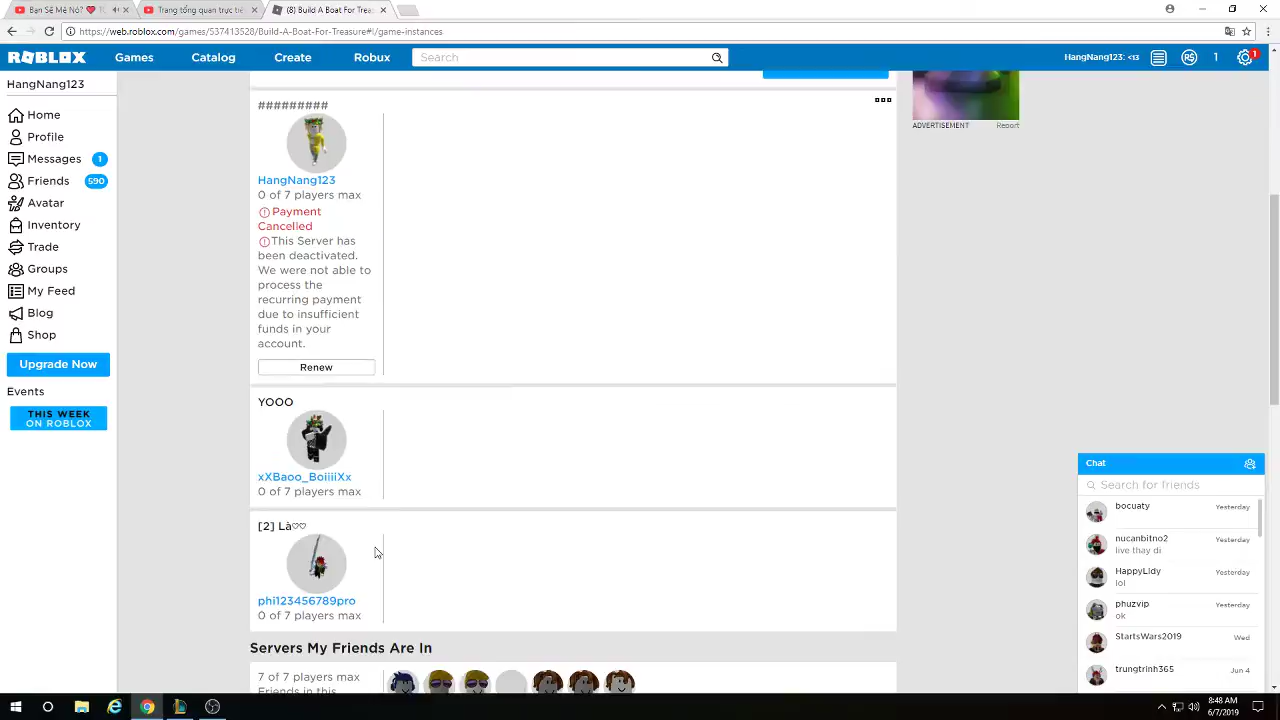 Bạn Sẽ Mê Nó? ❤️ T
Trang tổng quan trực tiế
(8) Build A Boat For Treas
https://web.roblox.com/games/537413528/Build-A-Boat-For-Treasure#!/game-instances
ROBLOX
Games
Catalog
Create
Robux
Search
HangNang123: <13
R$
1
1
HangNang123
Home
Profile
Messages 1
Friends 590
Avatar
Inventory
Trade
Groups
My Feed
Blog
Shop
Upgrade Now
Events
THIS WEEK
ON ROBLOX
#########
HangNang123
0 of 7 players max
Payment
Cancelled
This Server has
been deactivated.
We were not able to
process the
recurring payment
due to insufficient
funds in your
account.
Renew
YOOO
xXBaoo_BoiiiIXx
0 of 7 players max
[2] Là♡♡
phi123456789pro
0 of 7 players max
Servers My Friends Are In
7 of 7 players max
Friends in this
ADVERTISEMENT
Report
Chat
Search for friends
bocuaty
Yesterday
nucanbitno2
Yesterday
live thay di
HappyLIdy
Yesterday
lol
phuzvip
Yesterday
ok
StartsWars2019
Wed
trungtrinh365
Jun 4
8:48 AM
6/7/2019